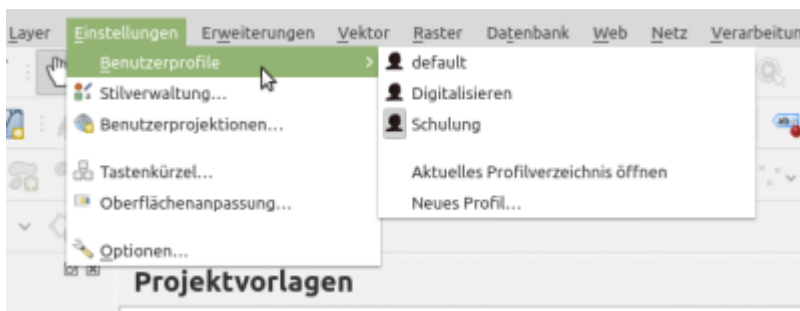 Layer Einstellungen Erweiterungen Vektor Raster Datenbank Web Netz
Benutzerprofile
default
Stilverwaltung...
Digitalisieren
Benutzerprojektionen...
Schulung
Tastenkürzel...
Aktuelles Profilverzeichnis öffnen
Oberflächenanpassung...
Neues Profil...
Optionen...
Projektvorlagen